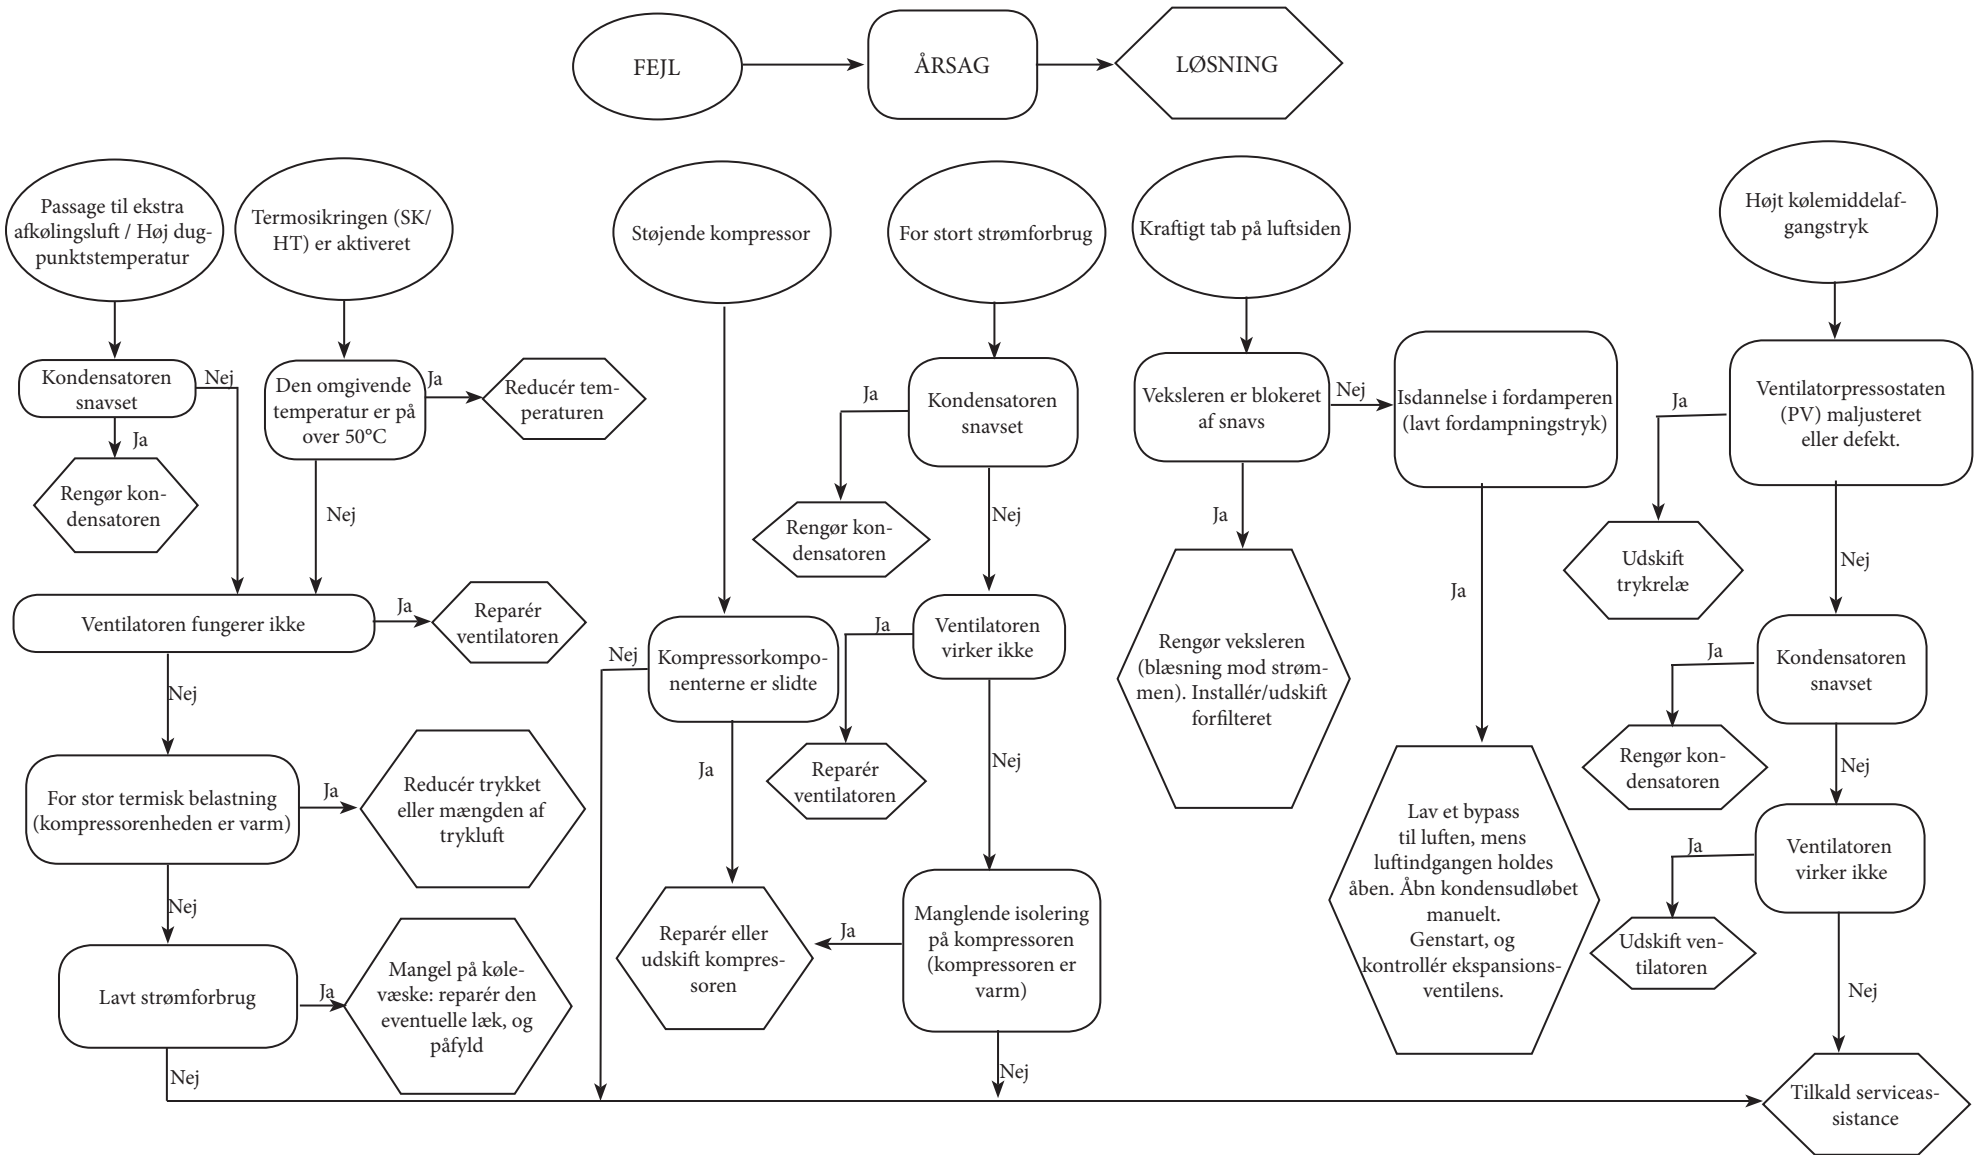 FEJL
ÅRSAG
LØSNING
Passage til ekstra
afkølingsluft / Høj dug-
punktstemperatur
Kondensatoren
snavset
Nej
Ja
Rengør kon-
densatoren
Termosikringen (SK/
HT) er aktiveret
Den omgivende
temperatur er på
over 50°C
Ja
Reducér tem-
peraturen
Nej
Ventilatoren fungerer ikke
Ja
Reparér
ventilatoren
Nej
For stor termisk belastning
(kompressorenheden er varm)
Ja
Reducér trykket
eller mængden af
trykluft
Nej
Lavt strømforbrug
Ja
Mangel på køle-
væske: reparér den
eventuelle læk, og
påfyld
Nej
Støjende kompressor
Kompressorkompo-
nenterne er slidte
Nej
Ja
Reparér eller
udskift kompres-
soren
For stort strømforbrug
Kondensatoren
snavset
Ja
Rengør kon-
densatoren
Nej
Ventilatoren
virker ikke
Ja
Reparér
ventilatoren
Nej
Manglende isolering
på kompressoren
(kompressoren er
varm)
Ja
Nej
Kraftigt tab på luftsiden
Veksleren er blokeret
af snavs
Nej
Ja
Rengør veksleren
(blæsning mod strøm-
men). Installér/udskift
forfilteret
Isdannelse i fordamperen
(lavt fordampningstryk)
Ja
Lav et bypass
til luften, mens
luftindgangen holdes
åben. Åbn kondensudløbet
manuelt.
Genstart, og
kontrollér ekspansions-
ventilens.
Højt kølemiddelaf-
gangstryk
Ventilatorpressostaten
(PV) maljusteret
eller defekt.
Ja
Udskift
trykrelæ
Nej
Kondensatoren
snavset
Ja
Rengør kon-
densatoren
Nej
Ventilatoren
virker ikke
Ja
Udskift ven-
tilatoren
Nej
Tilkald serviceas-
sistance